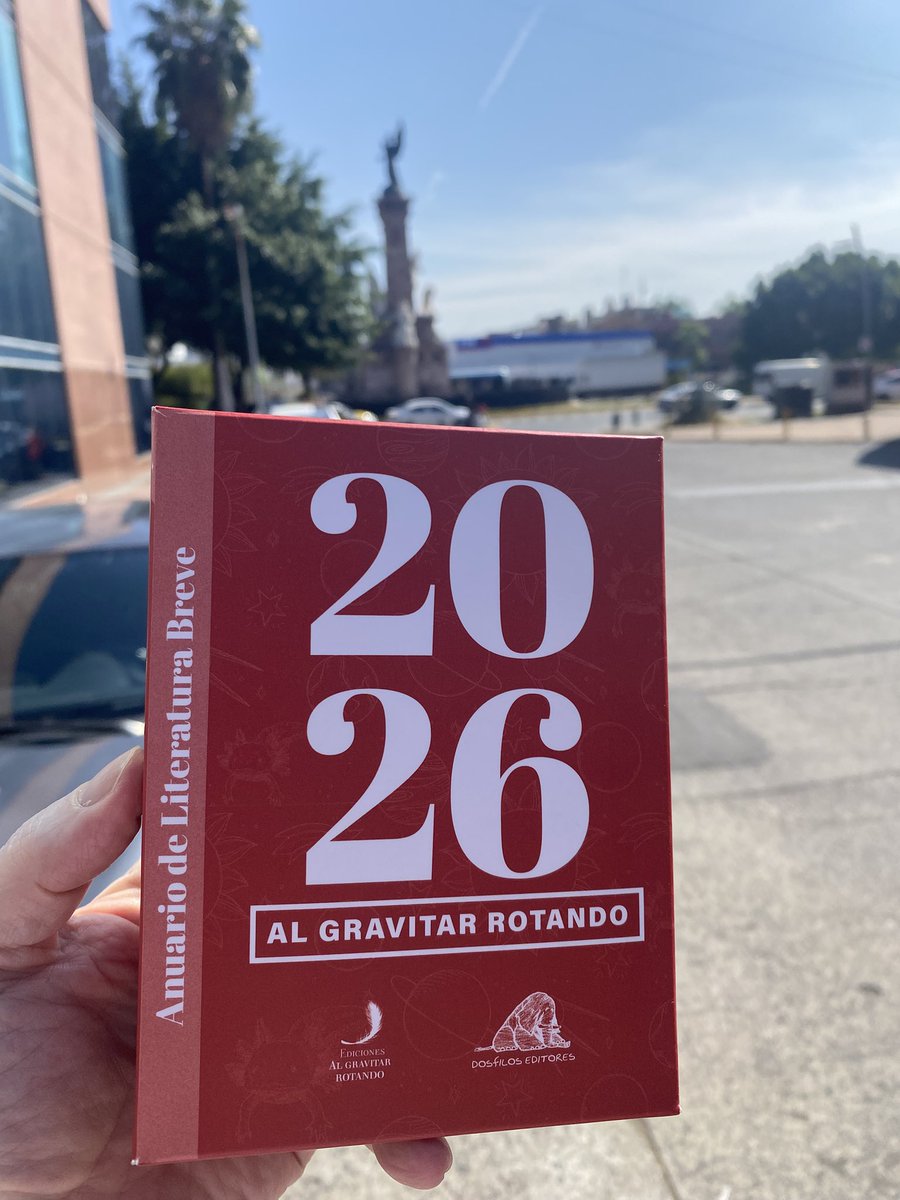 Anuario de Literatura Breve
20
26
AL GRAVITAR ROTANDO
EDICIONES
AL GRAVITAR
ROTANDO
DOSFILOS EDITORES